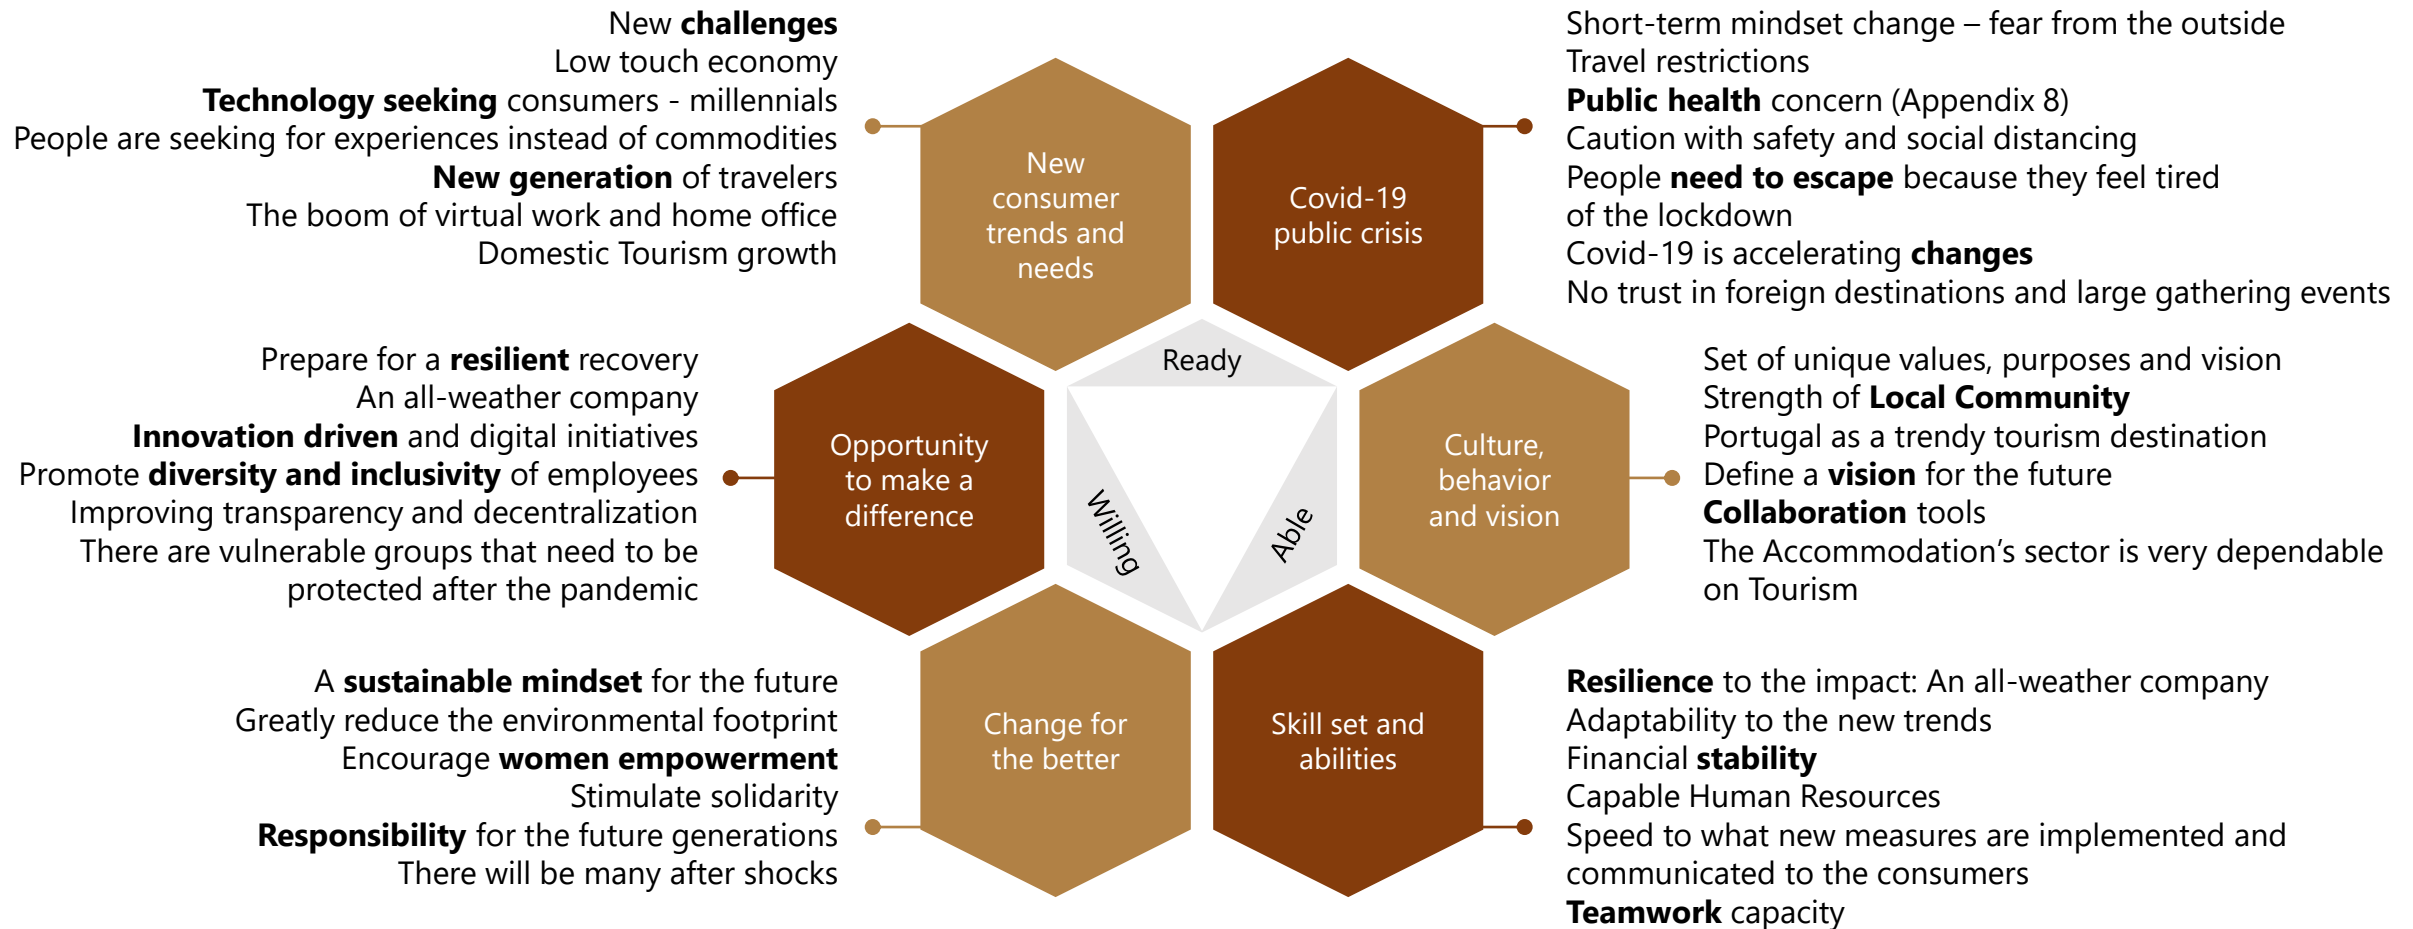 New challenges
Low touch economy
Technology seeking consumers - millennials
People are seeking for experiences instead of commodities
New generation of travelers
The boom of virtual work and home office
Domestic Tourism growth
New
consumer
trends and
needs
Covid-19
public crisis
Short-term mindset change – fear from the outside
Travel restrictions
Public health concern (Appendix 8)
Caution with safety and social distancing
People need to escape because they feel tired
of the lockdown
Covid-19 is accelerating changes
No trust in foreign destinations and large gathering events
Prepare for a resilient recovery
An all-weather company
Innovation driven and digital initiatives
Promote diversity and inclusivity of employees
Improving transparency and decentralization
There are vulnerable groups that need to be
protected after the pandemic
Opportunity
to make a
difference
Ready
Willing
Able
Culture,
behavior
and vision
Set of unique values, purposes and vision
Strength of Local Community
Portugal as a trendy tourism destination
Define a vision for the future
Collaboration tools
The Accommodation’s sector is very dependable
on Tourism
A sustainable mindset for the future
Greatly reduce the environmental footprint
Encourage women empowerment
Stimulate solidarity
Responsibility for the future generations
There will be many after shocks
Change for
the better
Skill set and
abilities
Resilience to the impact: An all-weather company
Adaptability to the new trends
Financial stability
Capable Human Resources
Speed to what new measures are implemented and
communicated to the consumers
Teamwork capacity